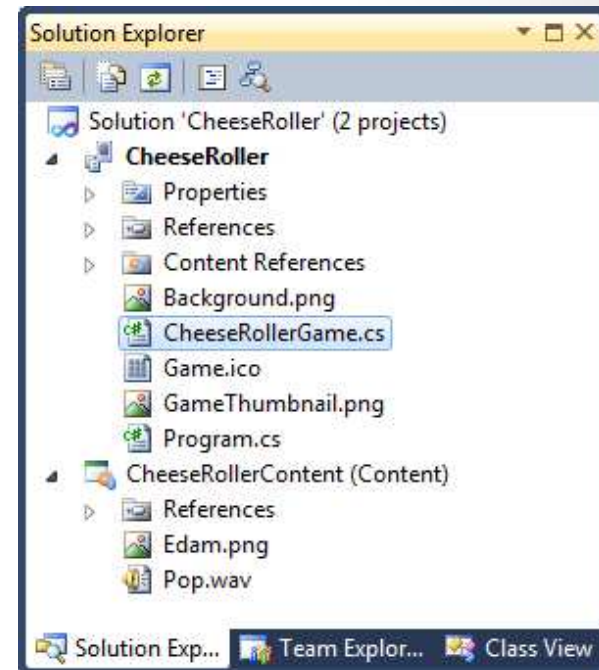 Solution Explorer
Solution 'CheeseRoller' (2 projects)
CheeseRoller
Properties
References
Content References
Background.png
CheeseRollerGame.cs
Game.ico
GameThumbnail.png
Program.cs
CheeseRollerContent (Content)
References
Edam.png
Pop.wav
Solution Exp... Team Explor... Class View